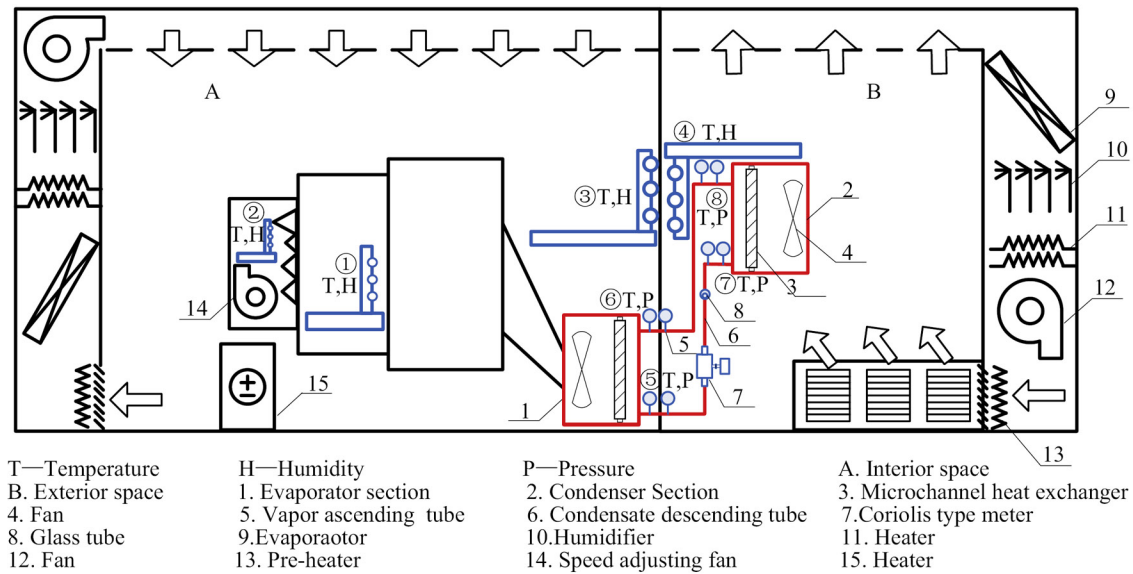 A
B
④ T,H
9
10
③T,H
⑧
T,P
2
②
T,H
①
T,H
⑦T,P
3
4
11
14
⑥T,P
8
12
5
6
15
1
⑤T,P
7
13
T—Temperature H—Humidity P—Pressure A. Interior space
B. Exterior space 1. Evaporator section 2. Condenser Section 3. Microchannel heat exchanger
4. Fan 5. Vapor ascending tube 6. Condensate descending tube 7.Coriolis type meter
8. Glass tube 9.Evaporaotor 10.Humidifier 11. Heater
12. Fan 13. Pre-heater 14. Speed adjusting fan 15. Heater